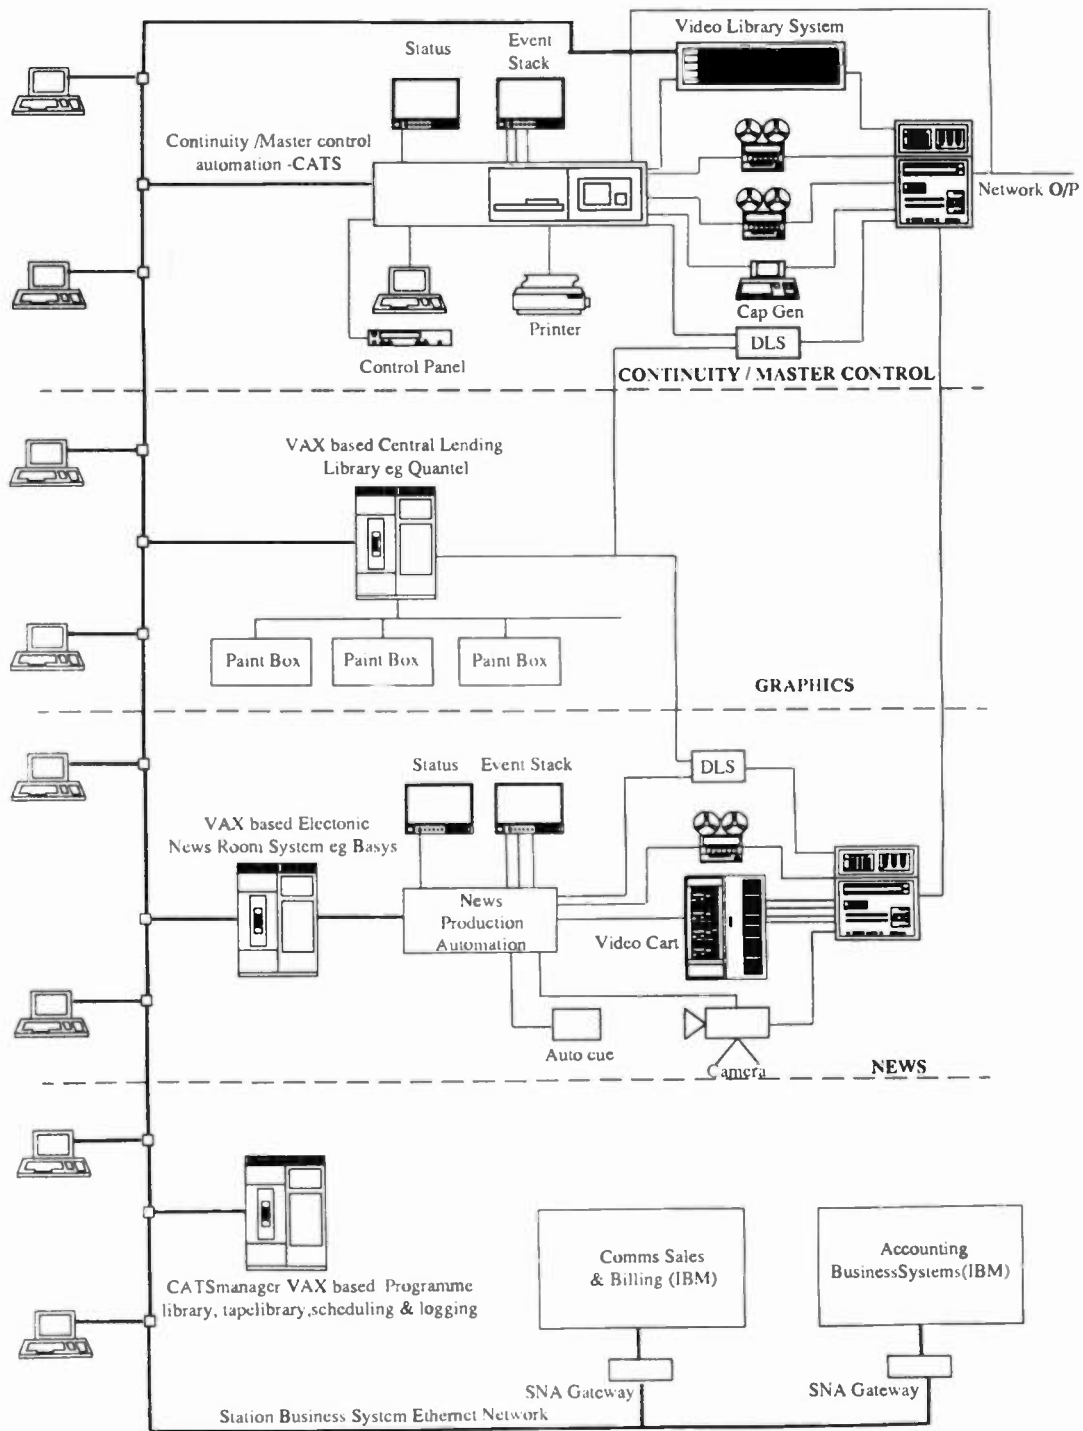 Video Library System
Status
Event
Stack
Continuity /Master control
automation -CATS
Network O/P
Cap Gen
Printer
Control Panel
DLS
CONTINUITY / MASTER CONTROL
VAX based Central Lending
Library eg Quantel
Paint Box
Paint Box
Paint Box
GRAPHICS
Status
Event Stack
DLS
VAX based Electonic
News Room System eg Basys
News
Production
Automation
Video Cart
Auto cue
Camera
NEWS
CATSmanager VAX based Programme
library, tapelibrary,scheduling & logging
Comms Sales
& Billing (IBM)
Accounting
BusinessSystems(IBM)
SNA Gateway
SNA Gateway
Station Business System Ethernet Network